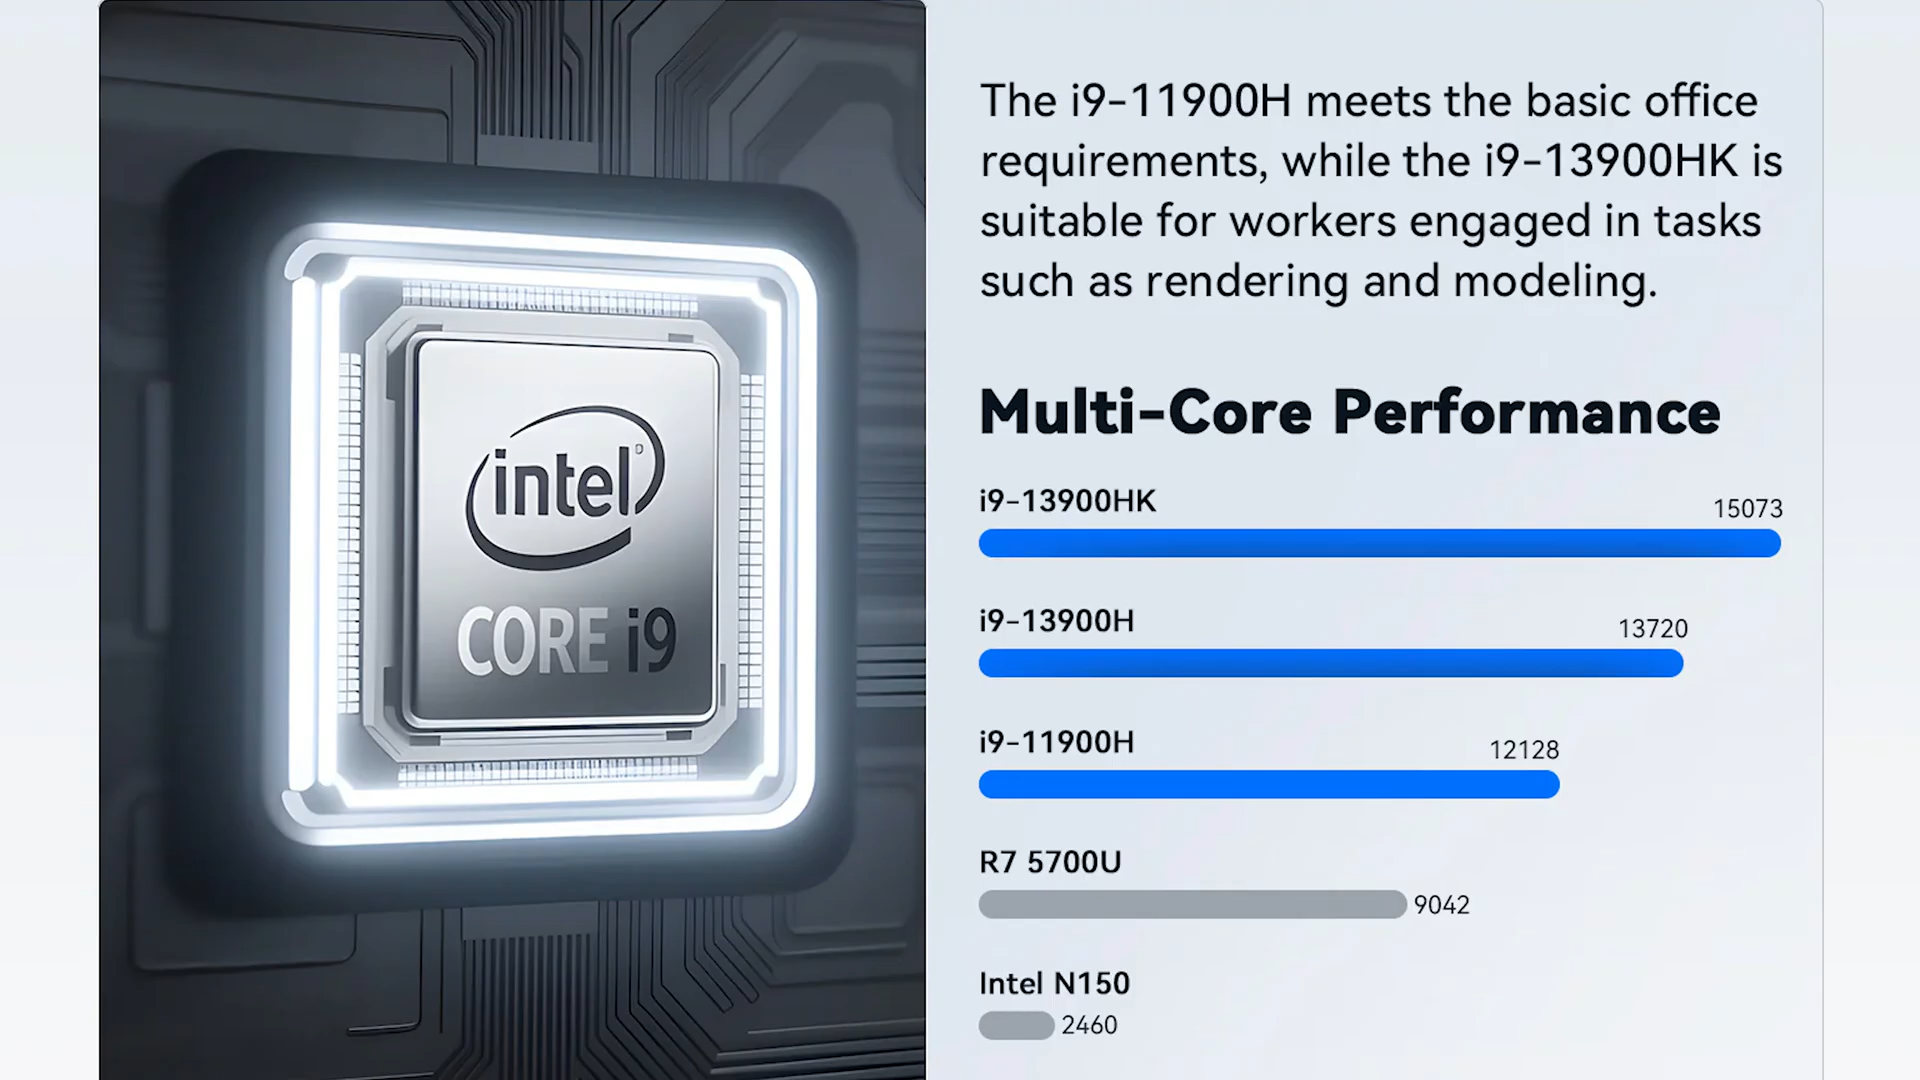 intel
CORE i9
The i9-11900H meets the basic office
requirements, while the i9-13900HK is
suitable for workers engaged in tasks
such as rendering and modeling.
Multi-Core Performance
i9-13900HK
15073
i9-13900H
13720
i9-11900H
12128
R7 5700U
9042
Intel N150
2460